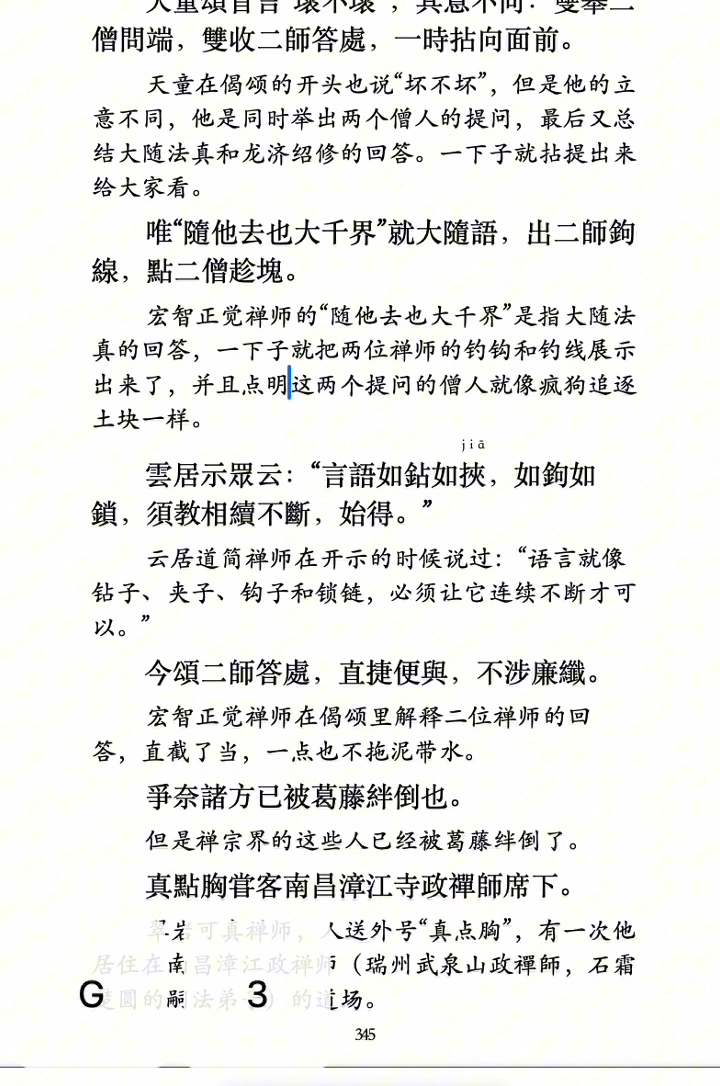 天童頌首言“壞不壞”，其意不同：雙舉二
僧問端，雙收二師答處，一時拈向面前。
天童在偈颂的开头也说“坏不坏”，但是他的立
意不同，他是同时举出两个僧人的提问，最后又总
结大随法真和龙济绍修的回答。一下子就拈提出来
给大家看。
唯“隨他去也大千界”就大隨語，出二師鉤
線，點二僧趁塊。
宏智正觉禅师的“随他去也大千界”是指大随法
真的回答，一下子就把两位禅师的钓钩和钓线展示
出来了，并且点明这两个提问的僧人就像疯狗追逐
土块一样。
jiā
雲居示眾云：“言語如鉆如挾，如鉤如
鎖，須教相續不斷，始得。”
云居道简禅师在开示的时候说过：“语言就像
钻子、夹子、钩子和锁链，必须让它连续不断才可
以。”
今頌二師答處，直捷便與，不涉廉纖。
宏智正觉禅师在偈颂里解释二位禅师的回
答，直截了当，一点也不拖泥带水。
爭奈諸方已被葛藤絆倒也。
但是禅宗界的这些人已经被葛藤绊倒了。
真點胸嘗客南昌漳江寺政禪師席下。
翠岩可真禅师，人送外号“真点胸”，有一次他
居住在南昌漳江政禅师（瑞州武泉山政禪師，石霜
圆的嗣法弟子）的道场。
G 3
345